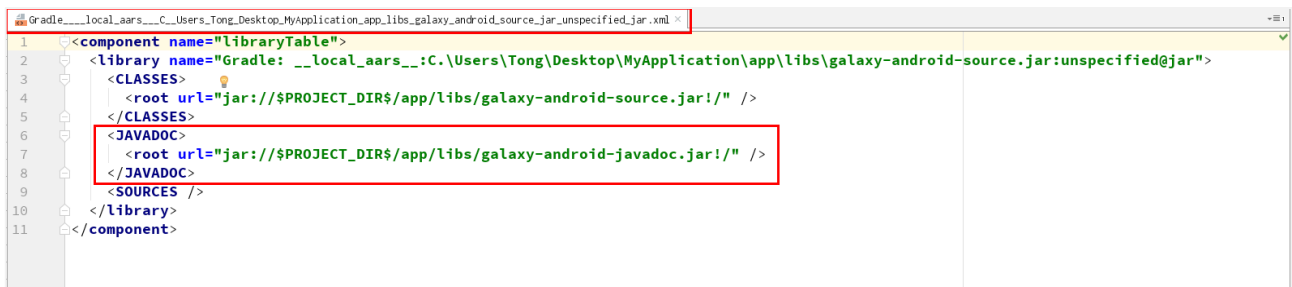 Gradle____local_aars___C__Users_Tong_Desktop_MyApplication_app_libs_galaxy_android_source_jar_unspecified_jar.xml ×
1 <component name="libraryTable">
2 <library name="Gradle: __local_aars__:C.\Users\Tong\Desktop\MyApplication\app\libs\galaxy-android-source.jar:unspecified@jar">
3 <CLASSES>
4 <root url="jar://$PROJECT_DIR$/app/libs/galaxy-android-source.jar!/" />
5 </CLASSES>
6 <JAVADOC>
7 <root url="jar://$PROJECT_DIR$/app/libs/galaxy-android-javadoc.jar!/" />
8 </JAVADOC>
9 <SOURCES />
10 </library>
11 </component>